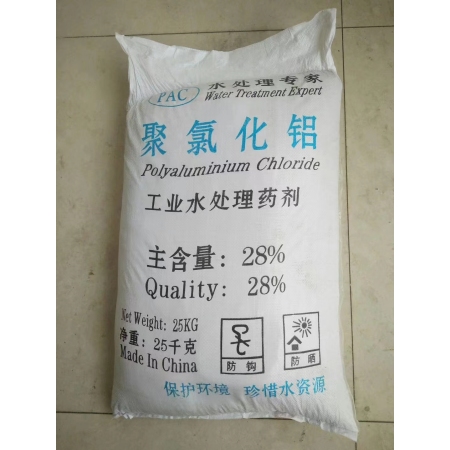 PAC
水处理专家
Water Treatment Expert
聚氯化铝
Polyaluminium Chloride
工业水处理药剂
主含量: 28%
Quality: 28%
Net Weight: 25KG
净重: 25千克
Made In China
防钩
防晒
保护环境 珍惜水资源